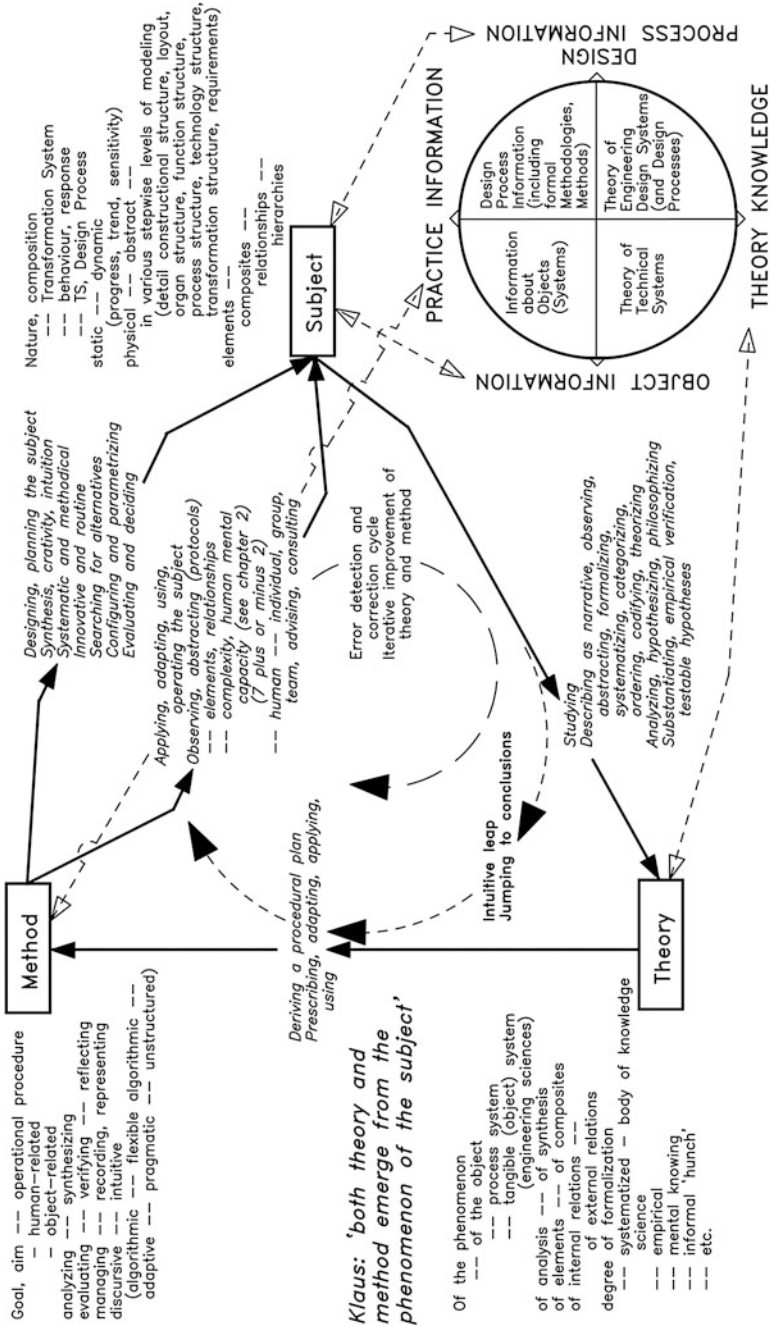 Goal, aim -- operational procedure
- human-related
- object-related
analyzing -- synthesizing
evaluating -- verifying -- reflecting
managing -- recording, representing
discursive -- intuitive
(algorithmic -- flexible algorithmic --
adaptive -- pragmatic -- unstructured)
Method
Designing, planning the subject
Synthesis, crativity, intuition
Systematic and methodical
Innovative and routine
Searching for alternatives
Configuring and parametrizing
Evaluating and deciding
Nature, composition
-- Transformation System
-- behaviour, response
-- TS, Design Process
static -- dynamic
(progress, trend, sensitivity)
physical -- abstract --
in various stepwise levels of modeling
(detail constructional structure, layout,
organ structure, function structure,
process structure, technology structure,
transformation structure, requirements)
elements --
composites --
relationships --
hierarchies
Subject
Applying, adapting, using,
operating the subject
Observing, abstracting (protocols)
-- elements, relationships
-- complexity, human mental
capacity (see chapter 2)
(7 plus or minus 2)
-- human -- individual, group,
team, advising, consulting
Deriving a procedural plan
Prescribing, adapting, applying,
using
Error detection and
correction cycle
Iterative improvement of
theory and method
Klaus: 'both theory and
method emerge from the
phenomenon of the subject'
Intuitive leap
Jumping to conclusions
Of the phenomenon
-- of the object
-- process system
-- tangible (object) system
(engineering sciences)
of analysis -- of synthesis
of elements -- of composites
of internal relations --
of external relations
degree of formalization
-- systematized - body of knowledge
science
-- empirical
-- mental knowing
-- informal 'hunch'
-- etc.
Theory
Studying
Describing as narrative, observing,
abstracting, formalizing,
systematizing, categorizing,
ordering, codifying, theorizing
Analyzing, hypothesizing, philosophizing
Substantiating, empirical verification,
testable hypotheses
PRACTICE INFORMATION
OBJECT INFORMATION
DESIGN
PROCESS INFORMATION
THEORY KNOWLEDGE
Information
about
Objects
(Systems)
Design
Process
Information
(including
formal
Methodologies,
Methods)
Theory of
Technical
Systems
Theory of
Engineering
Design Systems
(and Design
Processes)